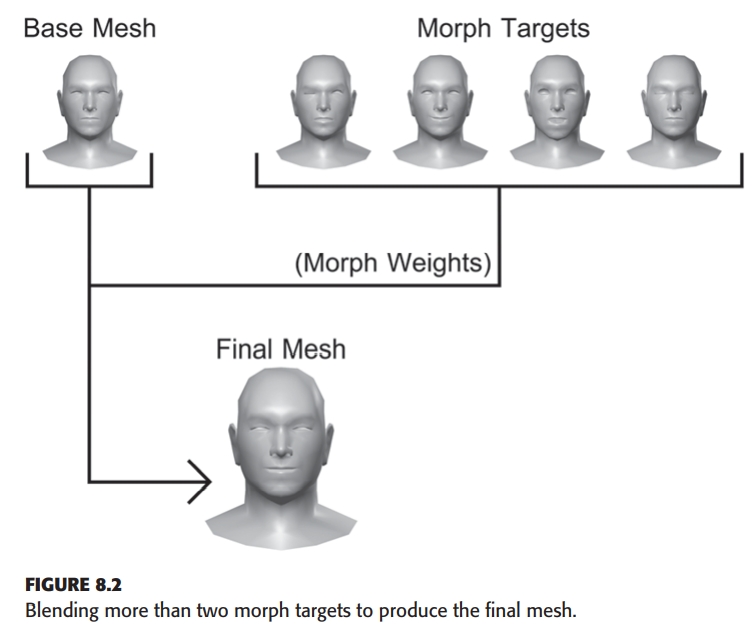 Base Mesh
Morph Targets
(Morph Weights)
Final Mesh
FIGURE 8.2
Blending more than two morph targets to produce the final mesh.